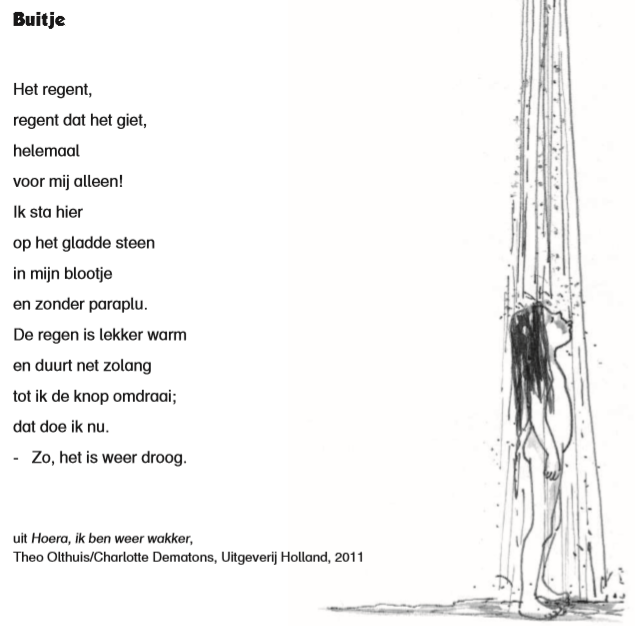 Buitje
Het regent,
regent dat het giet,
helemaal
voor mij alleen!
Ik sta hier
op het gladde steen
in mijn blootje
en zonder paraplu.
De regen is lekker warm
en duurt net zolang
tot ik de knop omdraai;
dat doe ik nu.
- Zo, het is weer droog.
uit Hoera, ik ben weer wakker,
Theo Olthuis/Charlotte Dematons, Uitgeverij Holland, 2011